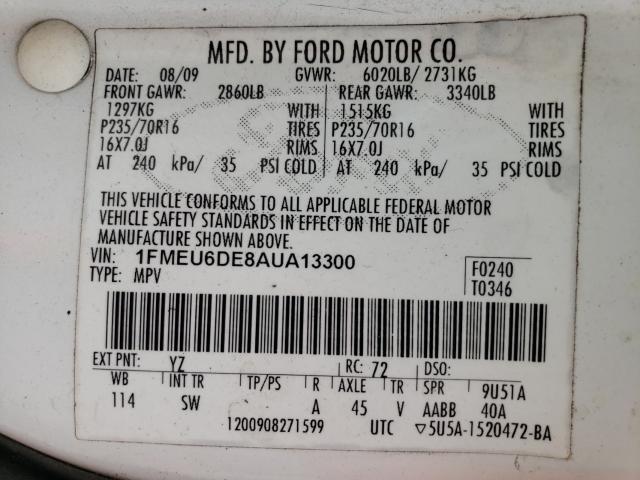 MFD. BY FORD MOTOR CO.
DATE: 08/09 GVWR: 6020LB/ 2731KG
FRONT GAWR: 2860LB REAR GAWR: 3340LB
1297KG WITH 1515KG WITH
P235/70R16 TIRES P235/70R16 TIRES
16X7.0J RIMS 16X7.0J RIMS
AT 240 kPa/ 35 PSI COLD AT 240 kPa/ 35 PSI COLD
THIS VEHICLE CONFORMS TO ALL APPLICABLE FEDERAL MOTOR
VEHICLE SAFETY STANDARDS IN EFFECT ON THE DATE OF
MANUFACTURE SHOWN ABOVE.
VIN: 1FMEU6DE8AUA13300 F0240
TYPE: MPV T0346
EXT PNT: YZ RC: 72 DSO:
WB INT TR TP/PS R AXLE TR SPR 9U51A
114 SW A 45 V AABB 40A
1200908271599 UTC ▽5U5A-1520472-BA